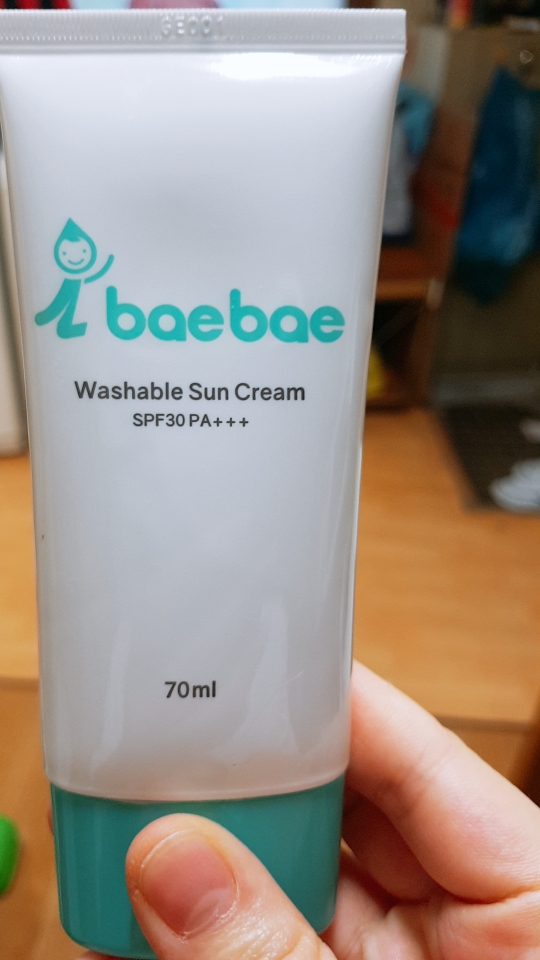 baebae
Washable Sun Cream
SPF30 PA+++
70ml